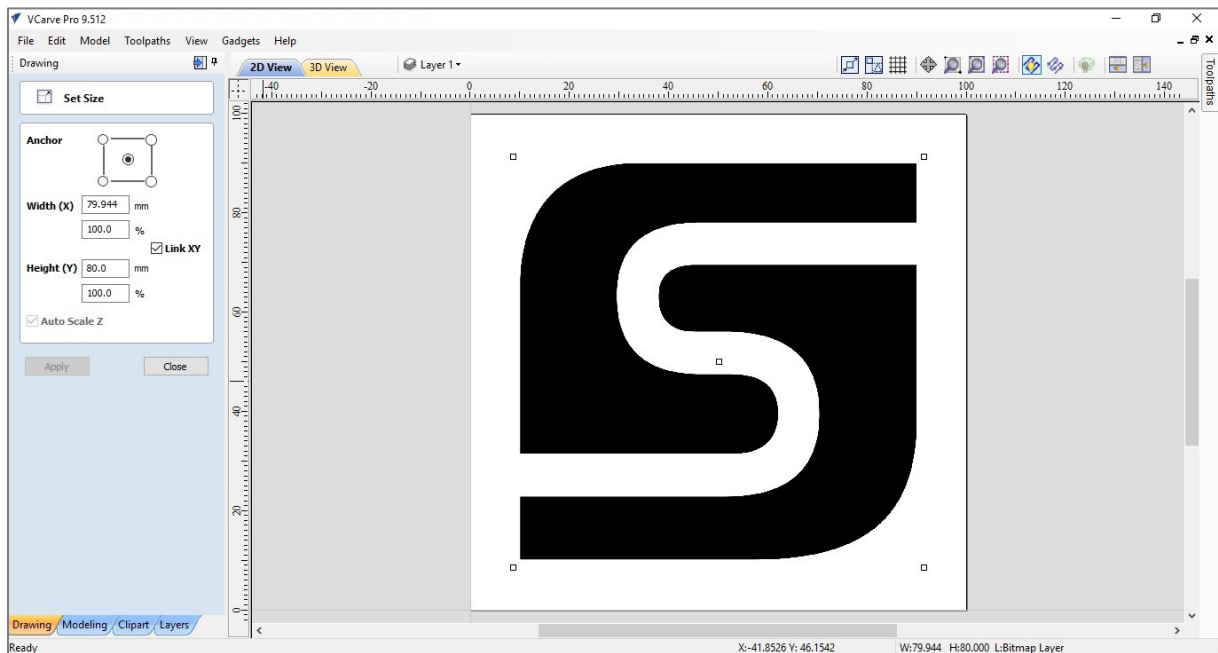 VCarve Pro 9.512
File Edit Model Toolpaths View Gadgets Help
Drawing
2D View 3D View Layer 1
Toolpaths
Set Size
-40 -20 0 20 40 60 80 100 120 140
100
80
60
40
20
0
Anchor
Width (X) 79.944 mm
100.0 %
Link XY
Height (Y) 80.0 mm
100.0 %
Auto Scale Z
Apply Close
Drawing Modeling Clipart Layers
Ready X:-41.8526 Y: 46.1542 W:79.944 H:80.000 L:Bitmap Layer